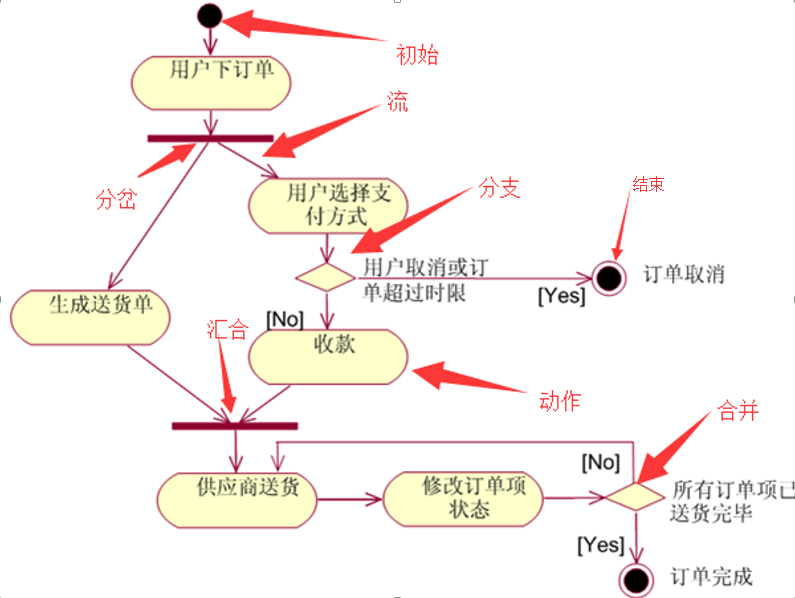 初始
用户下订单
流
分岔
用户选择支
付方式
分支
结束
用户取消或订
单超过时限
[Yes]
订单取消
生成送货单
汇合
[No]
收款
动作
合并
供应商送货
修改订单项
状态
[No]
所有订单项已
送货完毕
[Yes]
订单完成